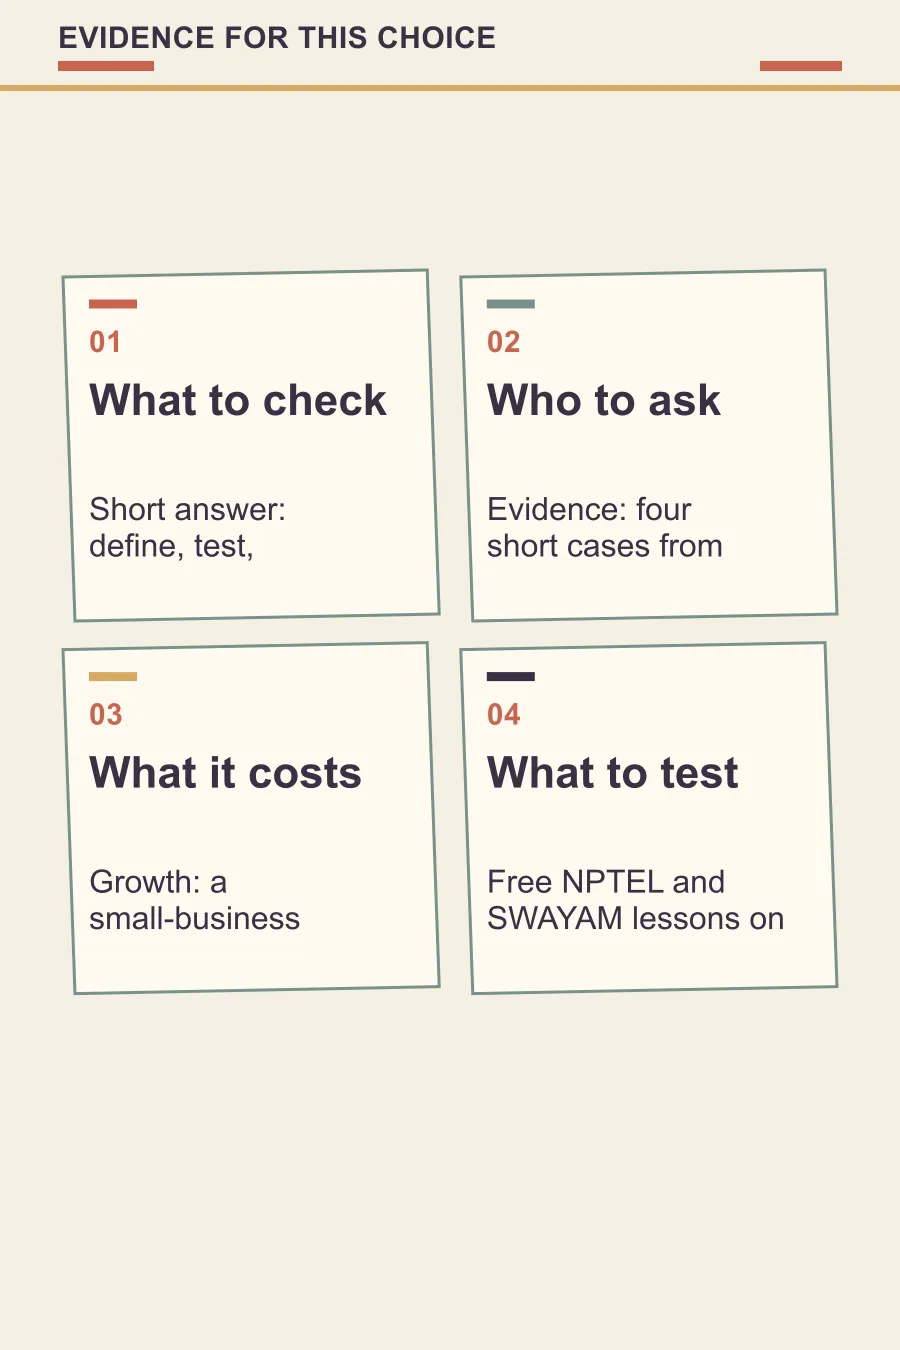 EVIDENCE FOR THIS CHOICE
01
What to check
Short answer:
define, test,
02
Who to ask
Evidence: four
short cases from
03
What it costs
Growth: a
small-business
04
What to test
Free NPTEL and
SWAYAM lessons on